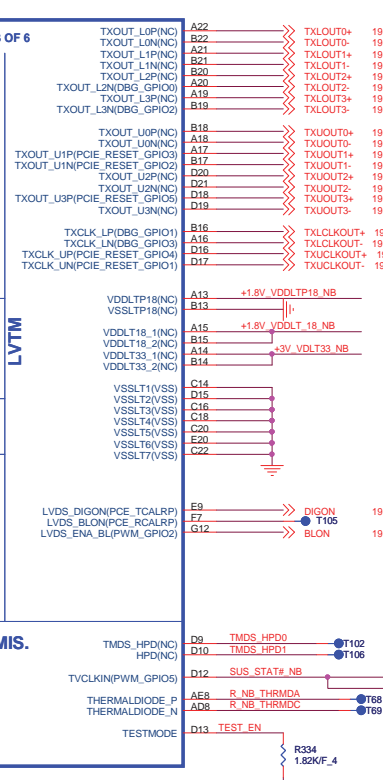 OF 6
TXOUT_L0P(NC) A22 TXLOUT0+ 19
TXOUT_L0N(NC) B22 TXLOUT0- 19
TXOUT_L1P(NC) A21 TXLOUT1+ 19
TXOUT_L1N(NC) B21 TXLOUT1- 19
TXOUT_L2P(NC) B20 TXLOUT2+ 19
TXOUT_L2N(DBG_GPIO0) A20 TXLOUT2- 19
TXOUT_L3P(NC) A19 TXLOUT3+ 19
TXOUT_L3N(DBG_GPIO2) B19 TXLOUT3- 19
TXOUT_U0P(NC) B18 TXUOUT0+ 19
TXOUT_U0N(NC) A18 TXUOUT0- 19
TXOUT_U1P(PCIE_RESET_GPIO3) A17 TXUOUT1+ 19
TXOUT_U1N(PCIE_RESET_GPIO2) B17 TXUOUT1- 19
TXOUT_U2P(NC) D20 TXUOUT2+ 19
TXOUT_U2N(NC) D21 TXUOUT2- 19
TXOUT_U3P(PCIE_RESET_GPIO5) D18 TXUOUT3+ 19
TXOUT_U3N(NC) D19 TXUOUT3- 19
TXCLK_LP(DBG_GPIO1) B16 TXLCLKOUT+ 19
TXCLK_LN(DBG_GPIO3) A16 TXLCLKOUT- 19
TXCLK_UP(PCIE_RESET_GPIO4) D16 TXUCLKOUT+ 19
TXCLK_UN(PCIE_RESET_GPIO1) D17 TXUCLKOUT- 19
LVTM
VDDLTP18(NC) A13 +1.8V_VDDLTP18_NB
VSSLTP18(NC) B13
VDDLT18_1(NC) A15 +1.8V_VDDLT_18_NB
VDDLT18_2(NC) B15
VDDLT33_1(NC) A14 +3V_VDLT33_NB
VDDLT33_2(NC) B14
VSSLT1(VSS) C14
VSSLT2(VSS) D15
VSSLT3(VSS) C16
VSSLT4(VSS) C18
VSSLT5(VSS) C20
VSSLT6(VSS) E20
VSSLT7(VSS) C22
LVDS_DIGON(PCE_TCALRP) E9 DIGON 19
LVDS_BLON(PCE_RCALRP) F7 T105
LVDS_ENA_BL(PWM_GPIO2) G12 BLON 19
MIS.
TMDS_HPD(NC) D9 TMDS_HPD0 T102
HPD(NC) D10 TMDS_HPD1 T106
TVCLKIN(PWM_GPIO5) D12 SUS_STAT#_NB
THERMALDIODE_P AE8 R_NB_THRMDA T68
THERMALDIODE_N AD8 R_NB_THRMDC T69
TESTMODE D13 TEST_EN
R334
1.82K/F_4